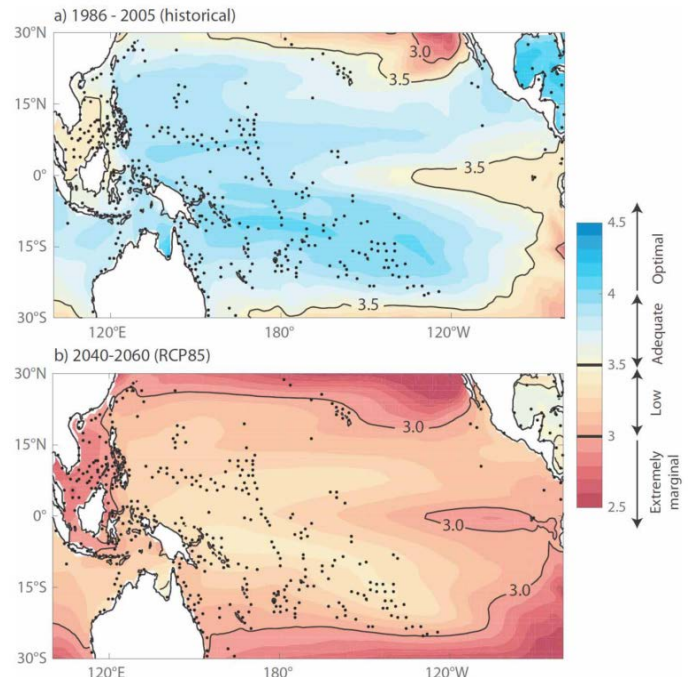 a) 1986 - 2005 (historical)
30°N
15°N
0°
15°S
30°S
3.0
3.5
3.5
3.5
120°E
180°
120°W
b) 2040-2060 (RCP85)
30°N
15°N
0°
15°S
30°S
3.0
3.0
3.0
120°E
180°
120°W
4.5
4
3.5
3
2.5
Optimal
Adequate
Low
Extremely
marginal